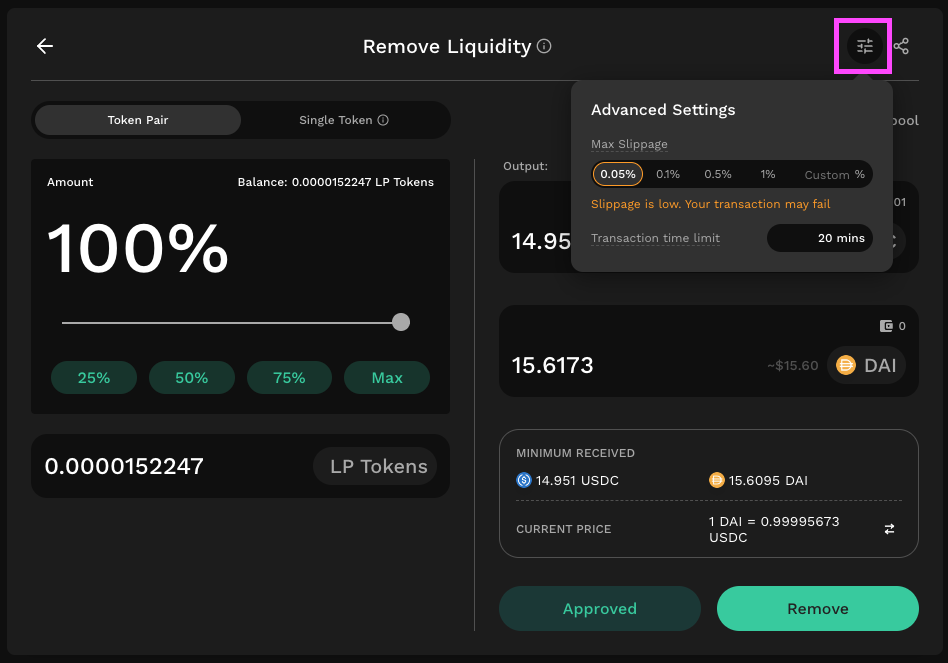 Remove Liquidity
Token Pair
Single Token
Amount
Balance: 0.0000152247 LP Tokens
100%
25%
50%
75%
Max
0.0000152247
LP Tokens
Advanced Settings
Max Slippage
0.05%
0.1%
0.5%
1%
Custom %
Slippage is low. Your transaction may fail
Transaction time limit
20 mins
Output:
14.95
0
15.6173
~$15.60
DAI
MINIMUM RECEIVED
14.951 USDC
15.6095 DAI
CURRENT PRICE
1 DAI = 0.99995673
USDC
Approved
Remove